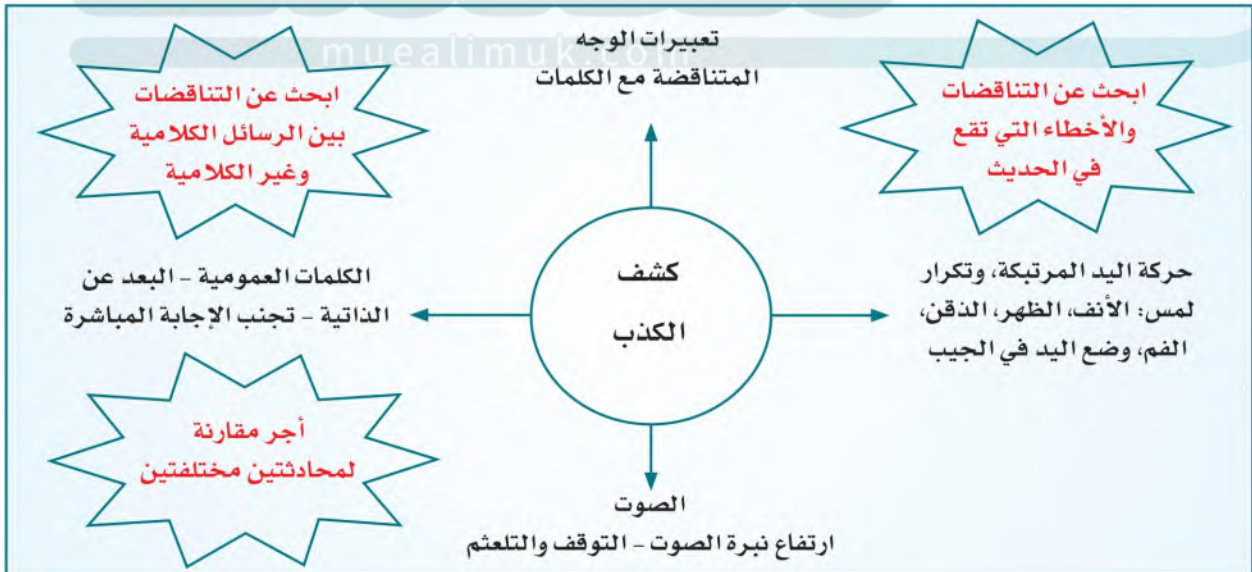 muealimuk.com
تعبيرات الوجه
المتناقضة مع الكلمات
ابحث عن التناقضات
والأخطاء التي تقع
في الحديث
ابحث عن التناقضات
بين الرسائل الكلامية
وغير الكلامية
كشف
الكذب
حركة اليد المرتبكة، وتكرار
لمس: الأنف، الظهر، الذقن،
الفم، وضع اليد في الجيب
الكلمات العمومية – البعد عن
الذاتية – تجنب الإجابة المباشرة
أجر مقارنة
لمحادثتين مختلفتين
الصوت
ارتفاع نبرة الصوت – التوقف والتلعثم